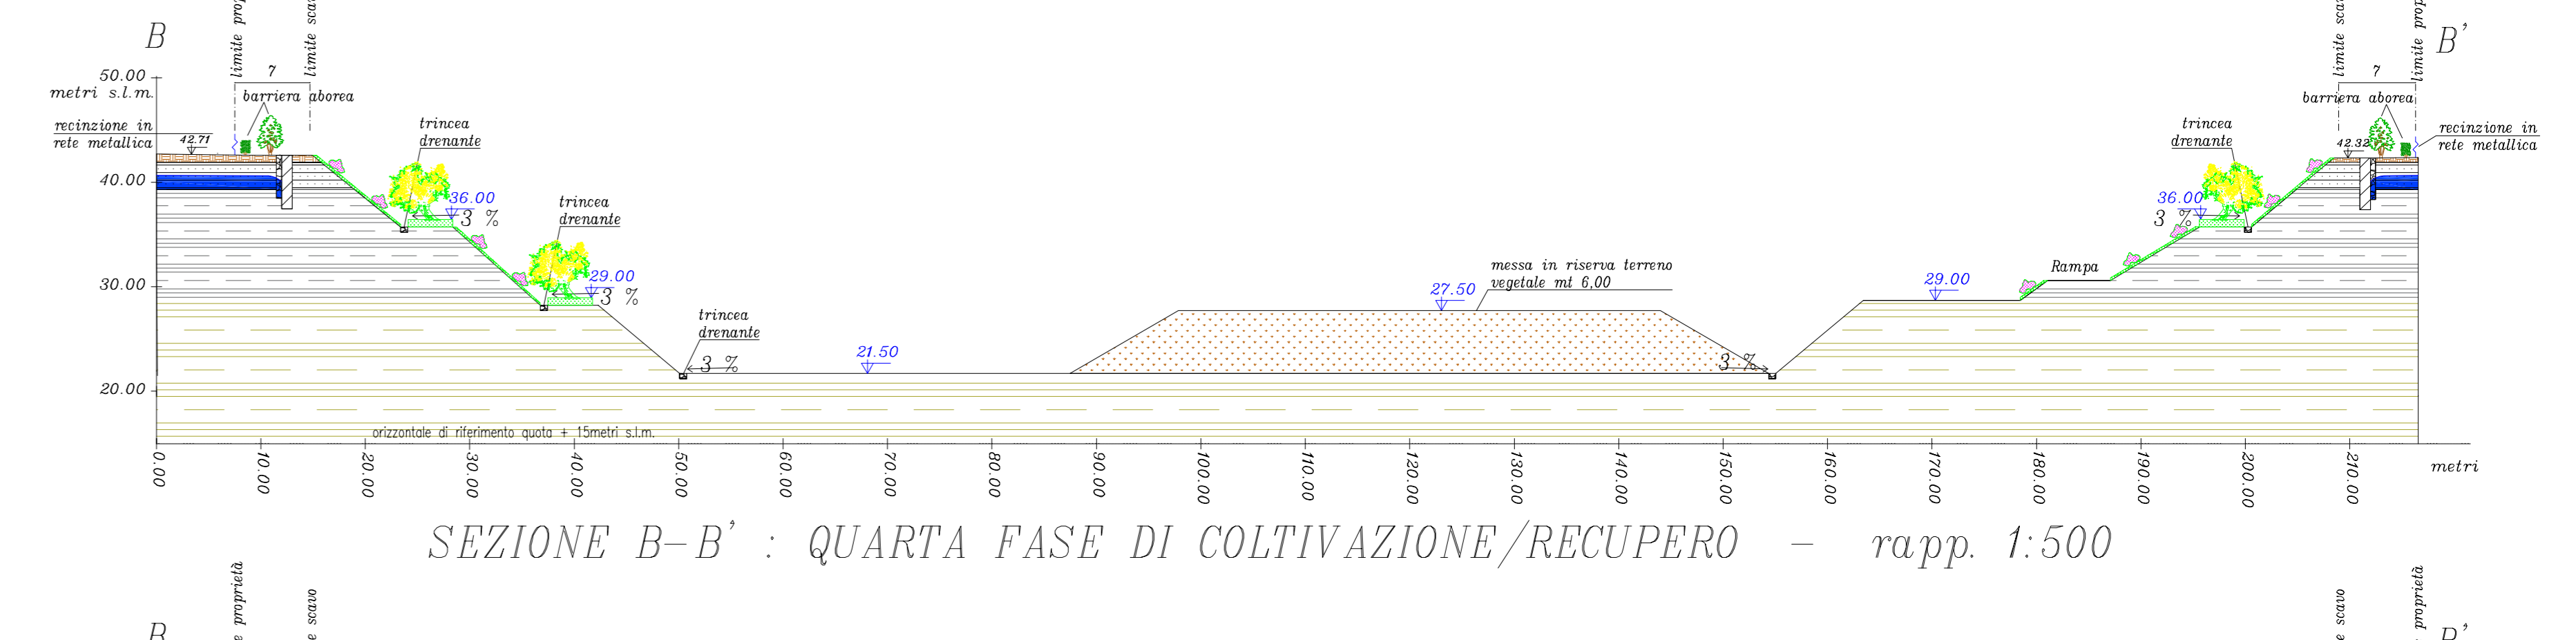 B
limite prop
limite scav
limite scav
limite prop
B'
50.00
metri s.l.m.
7
barriera aborea
recinzione in
rete metallica
42.71
40.00
30.00
20.00
trincea
drenante
36.00
3 %
trincea
drenante
29.00
3 %
trincea
drenante
3 %
21.50
27.50
messa in riserva terreno
vegetale mt 6,00
3 %
29.00
Rampa
trincea
drenante
36.00
3 %
7
barriera aborea
recinzione in
rete metallica
42.32
orizzontale di riferimento quota + 15metri s.l.m.
0.00
10.00
20.00
30.00
40.00
50.00
60.00
70.00
80.00
90.00
100.00
110.00
120.00
130.00
140.00
150.00
160.00
170.00
180.00
190.00
200.00
210.00
metri
SEZIONE B-B' : QUARTA FASE DI COLTIVAZIONE/RECUPERO - rapp. 1:500
e proprietà
e scavo
e scavo
e proprietà
B
B'